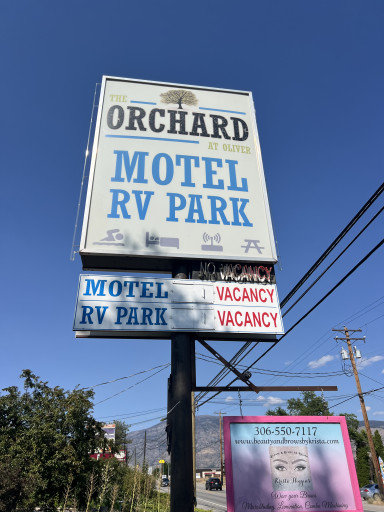 THE
ORCHARD
AT OLIVER
MOTEL
RV PARK
NO VACANCY
MOTEL VACANCY
RV PARK VACANCY
306-550-7117
www.beautyandbrowsbykrista.com
Krista